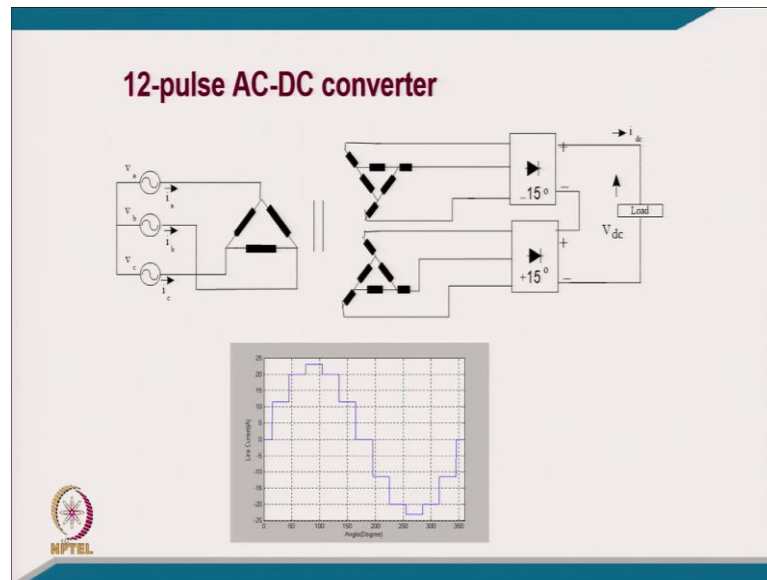 12-pulse AC-DC converter
V a
i a
V b
i b
V c
i c
+
−
−15°
+
−
+15°
i dc
Load
V dc
25
20
15
10
5
0
-5
-10
-15
-20
-25
0 50 100 150 200 250 300 350
Line Current(A)
Angle(Degree)
NPTEL